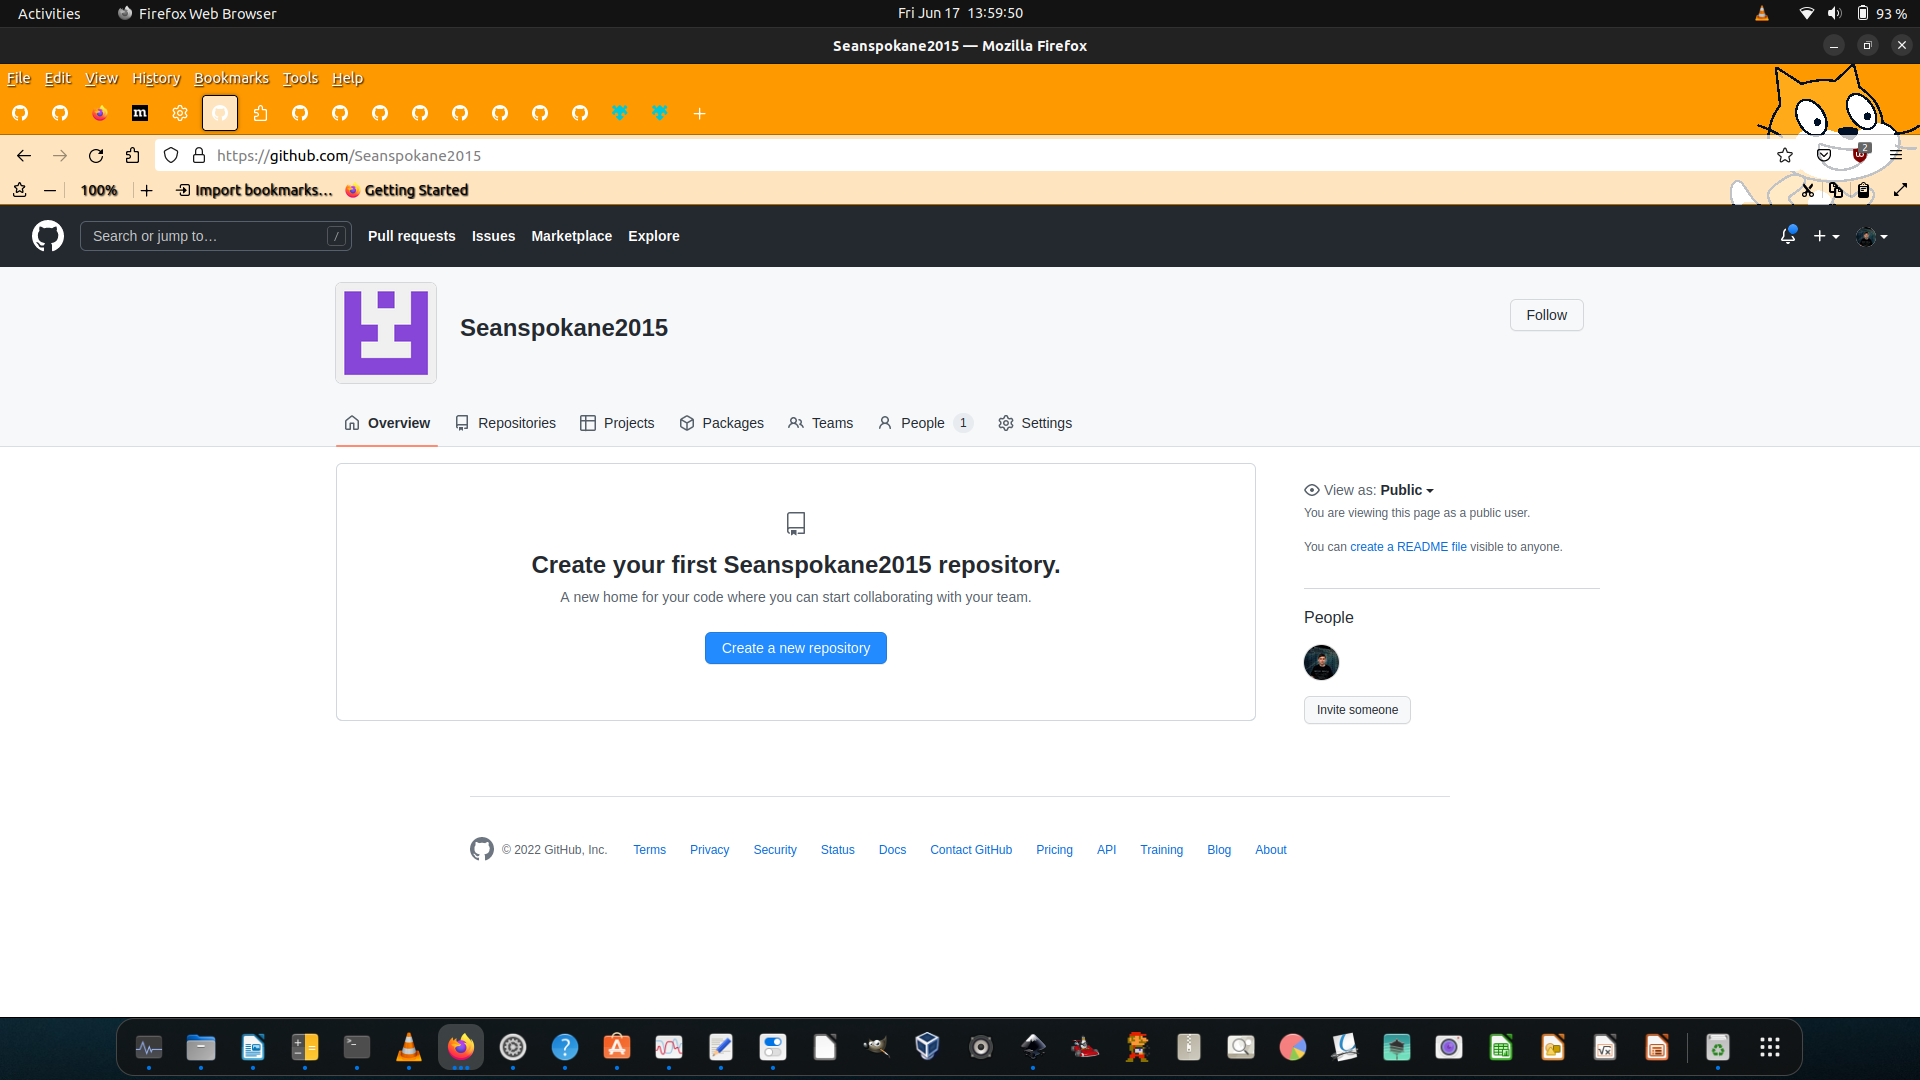 Activities Firefox Web Browser Fri Jun 17 13:59:50 93 %
Seanspokane2015 — Mozilla Firefox
File Edit View History Bookmarks Tools Help
m
https://github.com/Seanspokane2015 2
100% Import bookmarks… Getting Started
Search or jump to… / Pull requests Issues Marketplace Explore
Seanspokane2015
Follow
Overview Repositories Projects Packages Teams People 1 Settings
View as: Public
You are viewing this page as a public user.
You can create a README file visible to anyone.
Create your first Seanspokane2015 repository.
A new home for your code where you can start collaborating with your team.
Create a new repository
People
Invite someone
© 2022 GitHub, Inc. Terms Privacy Security Status Docs Contact GitHub Pricing API Training Blog About